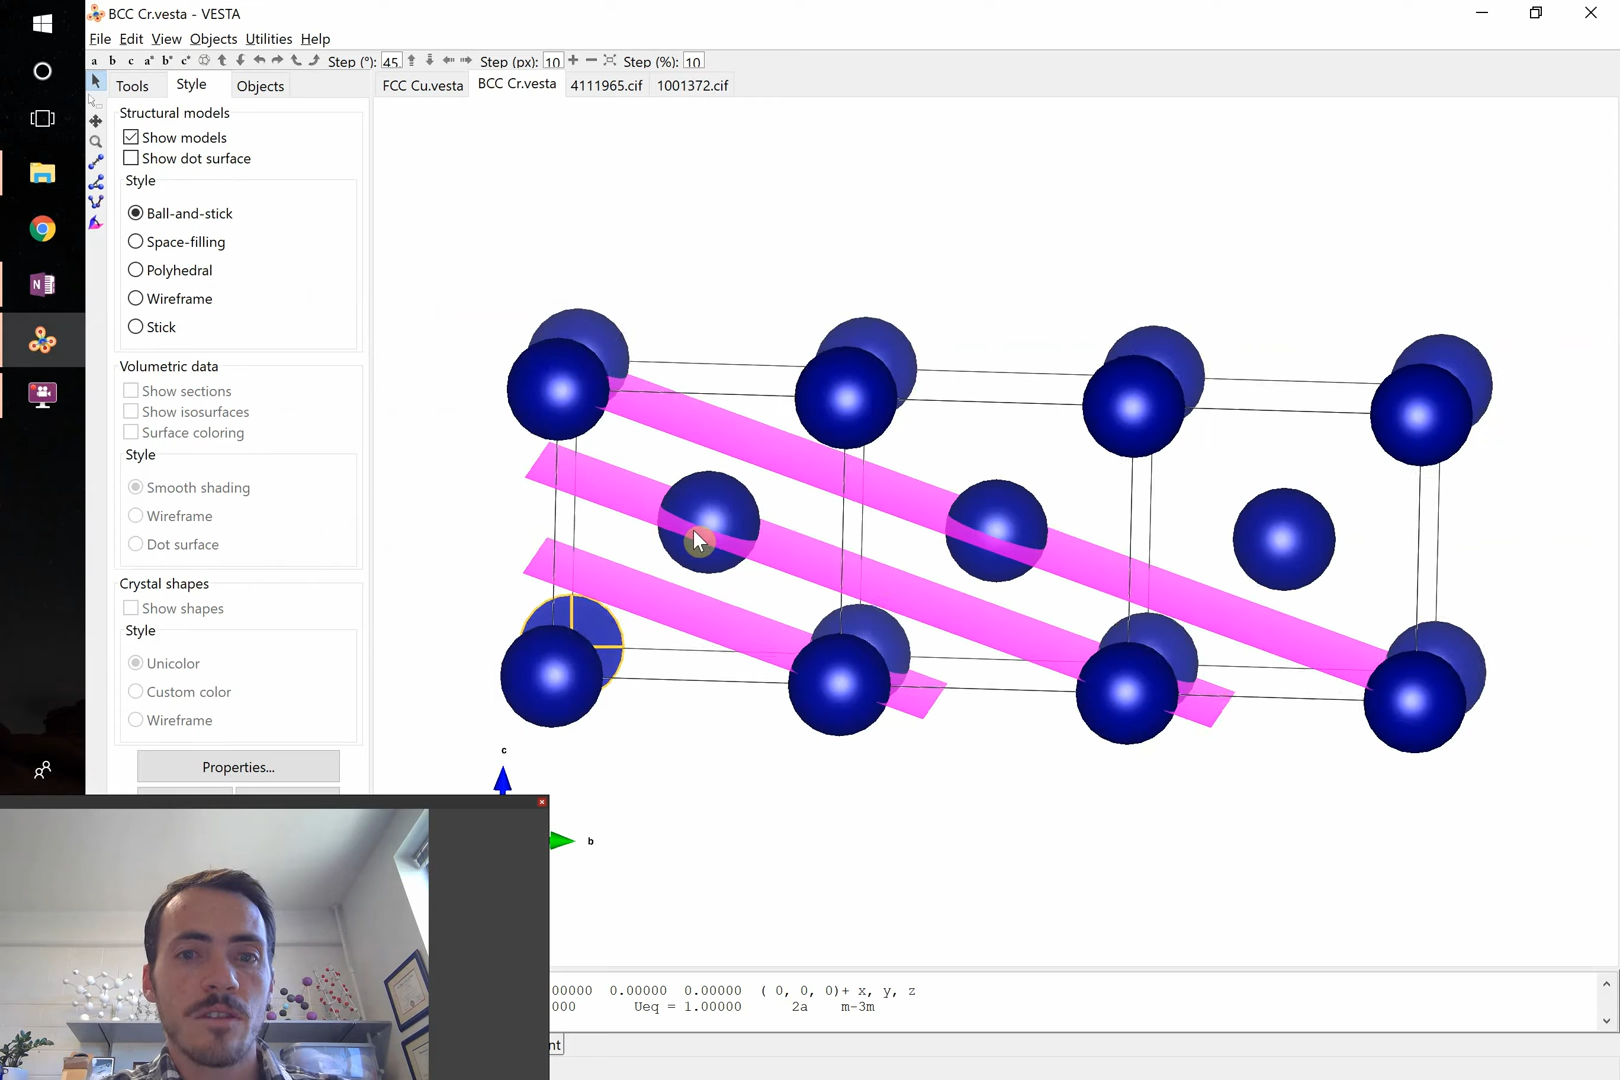 BCC Cr.vesta - VESTA
File Edit View Objects Utilities Help
a b c a* b* c* Step (°): 45. Step (px): 10 Step (%): 10
Tools Style Objects
FCC Cu.vesta BCC Cr.vesta 4111965.cif 1001372.cif
Structural models
Show models
Show dot surface
Style
Ball-and-stick
Space-filling
Polyhedral
Wireframe
Stick
Volumetric data
Show sections
Show isosurfaces
Surface coloring
Style
Smooth shading
Wireframe
Dot surface
Crystal shapes
Show shapes
Style
Unicolor
Custom color
Wireframe
Properties...
c
b
00000 0.00000 0.00000 ( 0, 0, 0)+ x, y, z
000 Ueq = 1.00000 2a m-3m
nt